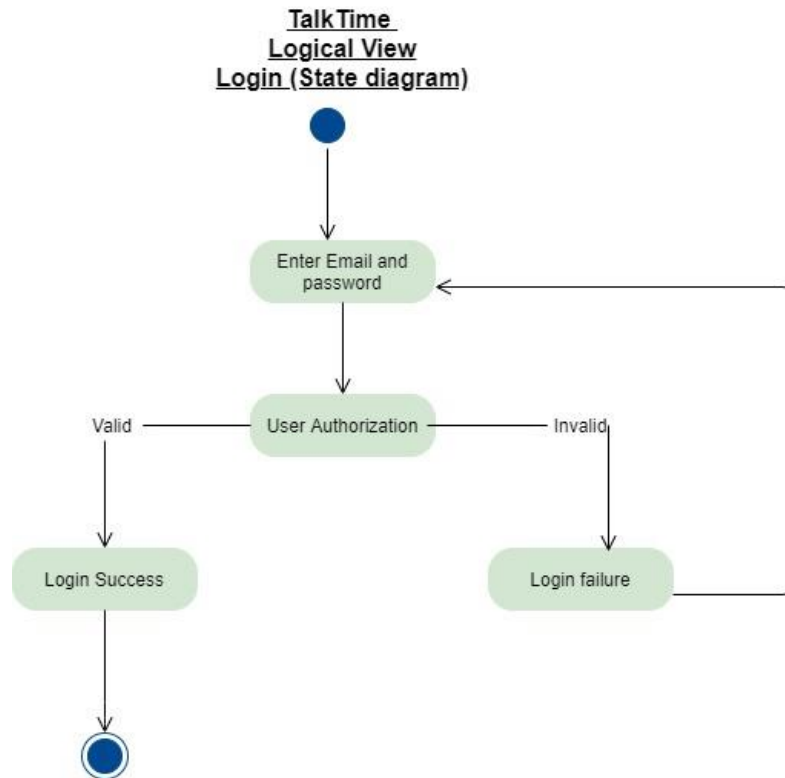 TalkTime
Logical View
Login (State diagram)
Enter Email and
password
Valid
User Authorization
Invalid
Login Success
Login failure